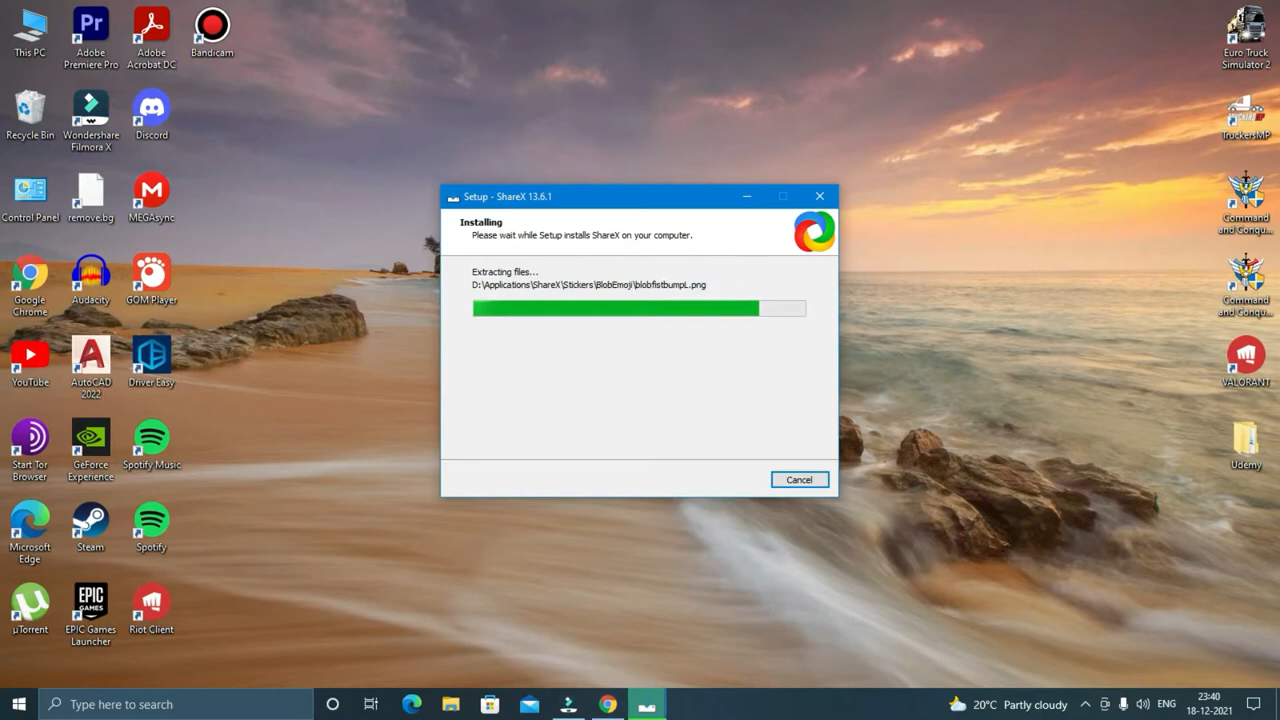 This PC
Adobe
Premiere Pro
Adobe
Acrobat DC
Bandicam
Recycle Bin
Wondershare
Filmora X
Discord
Control Panel
remove.bg
MEGAsync
Google
Chrome
Audacity
GOM Player
YouTube
AutoCAD
2022
Driver Easy
Start Tor
Browser
GeForce
Experience
Spotify Music
Microsoft
Edge
Steam
Spotify
µTorrent
EPIC
GAMES
EPIC Games
Launcher
Riot Client
Setup - ShareX 13.6.1
Installing
Please wait while Setup installs ShareX on your computer.
Extracting files...
D:\Applications\ShareX\Stickers\BlobEmoji\blobfistbumpL.png
Cancel
Euro Truck
Simulator 2
TruckersMP
Command
and Conqu...
Command
and Conqu...
VALORANT
Udemy
Type here to search
20°C Partly cloudy
ENG
23:40
18-12-2021